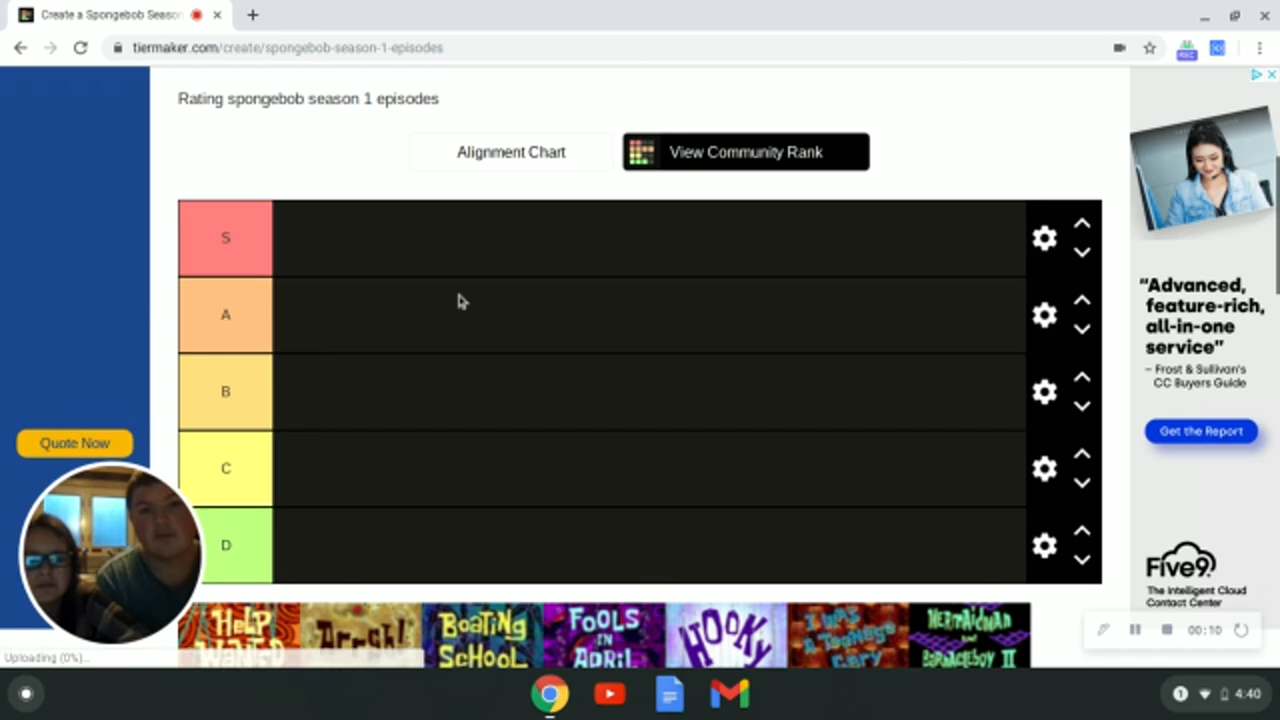 Create a Spongebob Season
tiermaker.com/create/spongebob-season-1-episodes
REC
Rating spongebob season 1 episodes
Alignment Chart
View Community Rank
S
A
B
C
D
Quote Now
"Advanced,
feature-rich,
all-in-one
service"
– Frost & Sullivan's
CC Buyers Guide
Get the Report
Five9
The Intelligent Cloud
Contact Center
HELP
WANTED
Arrgh!
BOATING
SCHOOL
FOOLS
IN
APRIL
HOOKY
I WAS
A TEENAGE
GARY
MERMAIDMAN
AND
BARNACLEBOY II
00:10
Uploading (0%)...
1
4:40